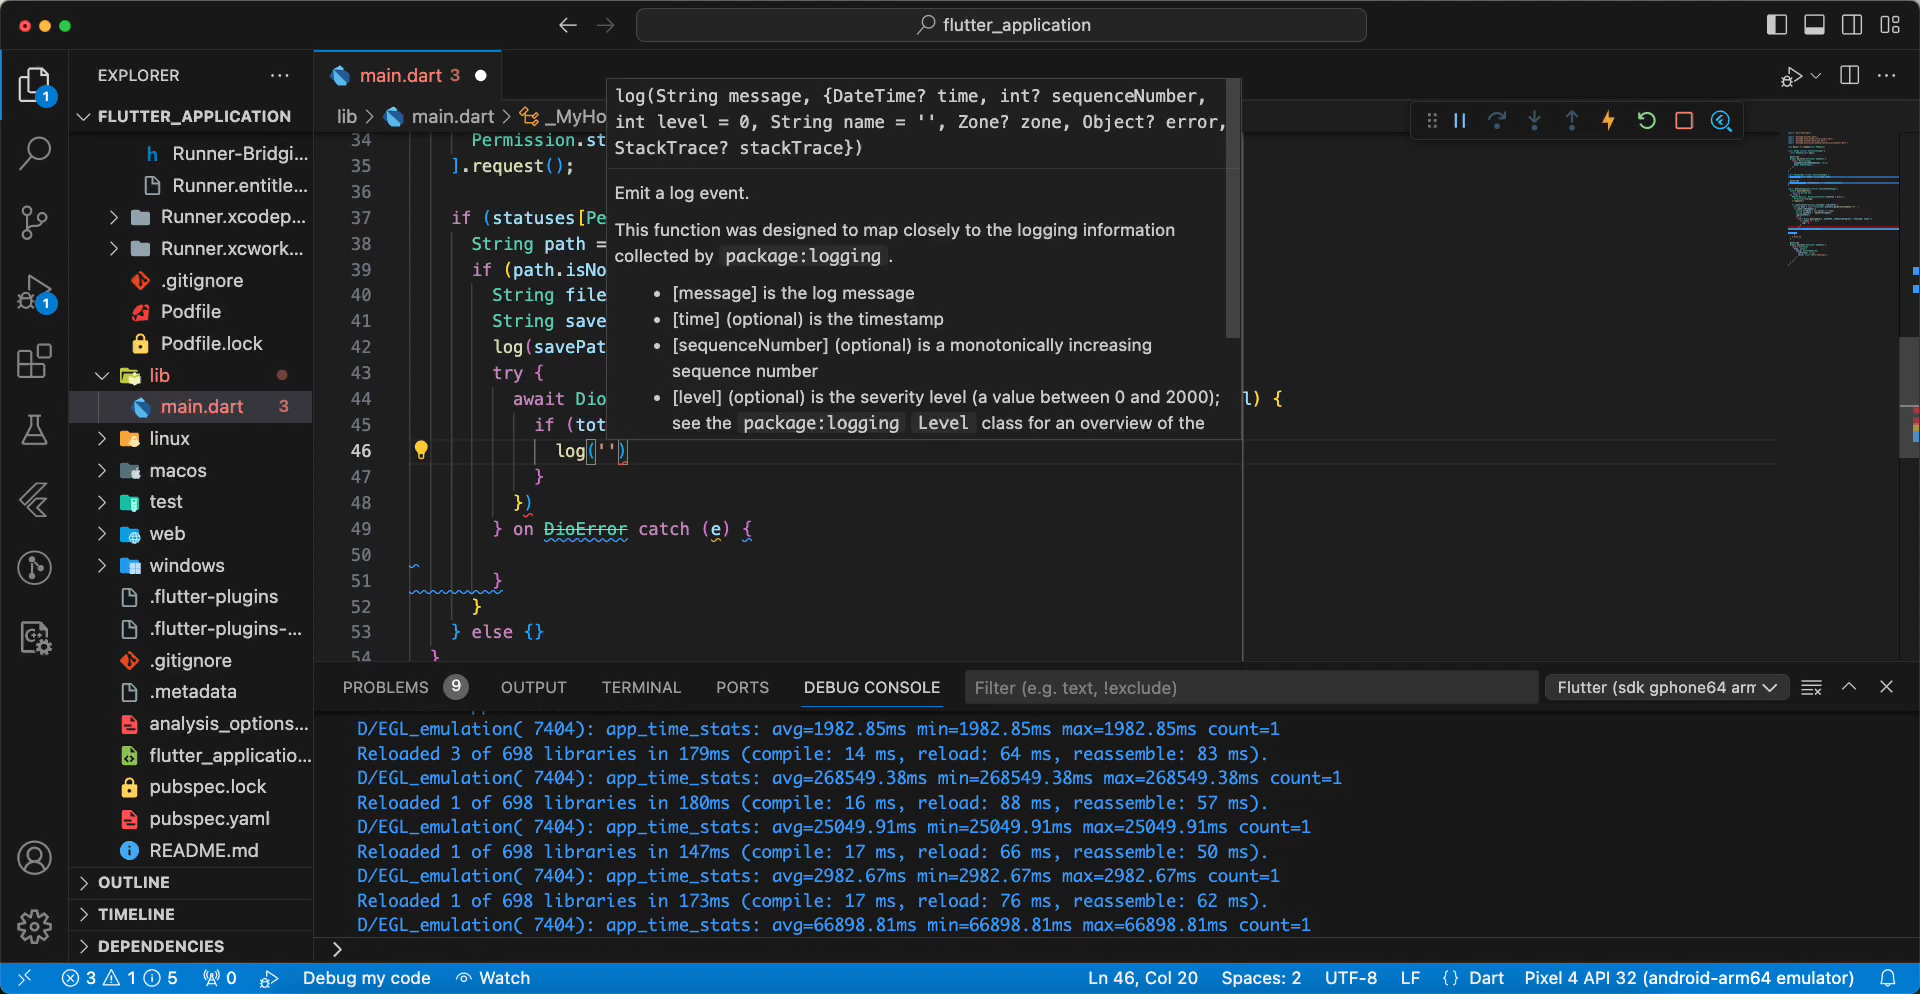 flutter_application
EXPLORER
FLUTTER_APPLICATION
Runner-Bridgi...
Runner.entitle...
Runner.xcodep...
Runner.xcwork...
.gitignore
Podfile
Podfile.lock
lib
main.dart 3
linux
macos
test
web
windows
.flutter-plugins
.flutter-plugins-...
.gitignore
.metadata
analysis_options...
flutter_applicatio...
pubspec.lock
pubspec.yaml
README.md
OUTLINE
TIMELINE
DEPENDENCIES
1
1
main.dart 3
lib > main.dart > _MyHo
log(String message, {DateTime? time, int? sequenceNumber,
int level = 0, String name = '', Zone? zone, Object? error,
StackTrace? stackTrace})
Emit a log event.
This function was designed to map closely to the logging information
collected by package:logging .
• [message] is the log message
• [time] (optional) is the timestamp
• [sequenceNumber] (optional) is a monotonically increasing
sequence number
• [level] (optional) is the severity level (a value between 0 and 2000);
see the package:logging Level class for an overview of the
34 Permission.st
35 ].request();
36
37 if (statuses[Pe
38 String path =
39 if (path.isNo
40 String file
41 String save
42 log(savePat
43 try {
44 await Dio l) {
45 if (tot
46 log('')
47 }
48 })
49 } on DioError catch (e) {
50
51 }
52 }
53 } else {}
54 }
PROBLEMS 9 OUTPUT TERMINAL PORTS DEBUG CONSOLE Filter (e.g. text, !exclude) Flutter (sdk gphone64 arm
D/EGL_emulation( 7404): app_time_stats: avg=1982.85ms min=1982.85ms max=1982.85ms count=1
Reloaded 3 of 698 libraries in 179ms (compile: 14 ms, reload: 64 ms, reassemble: 83 ms).
D/EGL_emulation( 7404): app_time_stats: avg=268549.38ms min=268549.38ms max=268549.38ms count=1
Reloaded 1 of 698 libraries in 180ms (compile: 16 ms, reload: 88 ms, reassemble: 57 ms).
D/EGL_emulation( 7404): app_time_stats: avg=25049.91ms min=25049.91ms max=25049.91ms count=1
Reloaded 1 of 698 libraries in 147ms (compile: 17 ms, reload: 66 ms, reassemble: 50 ms).
D/EGL_emulation( 7404): app_time_stats: avg=2982.67ms min=2982.67ms max=2982.67ms count=1
Reloaded 1 of 698 libraries in 173ms (compile: 17 ms, reload: 76 ms, reassemble: 62 ms).
D/EGL_emulation( 7404): app_time_stats: avg=66898.81ms min=66898.81ms max=66898.81ms count=1
>
3 1 5 0 Debug my code Watch Ln 46, Col 20 Spaces: 2 UTF-8 LF {} Dart Pixel 4 API 32 (android-arm64 emulator)